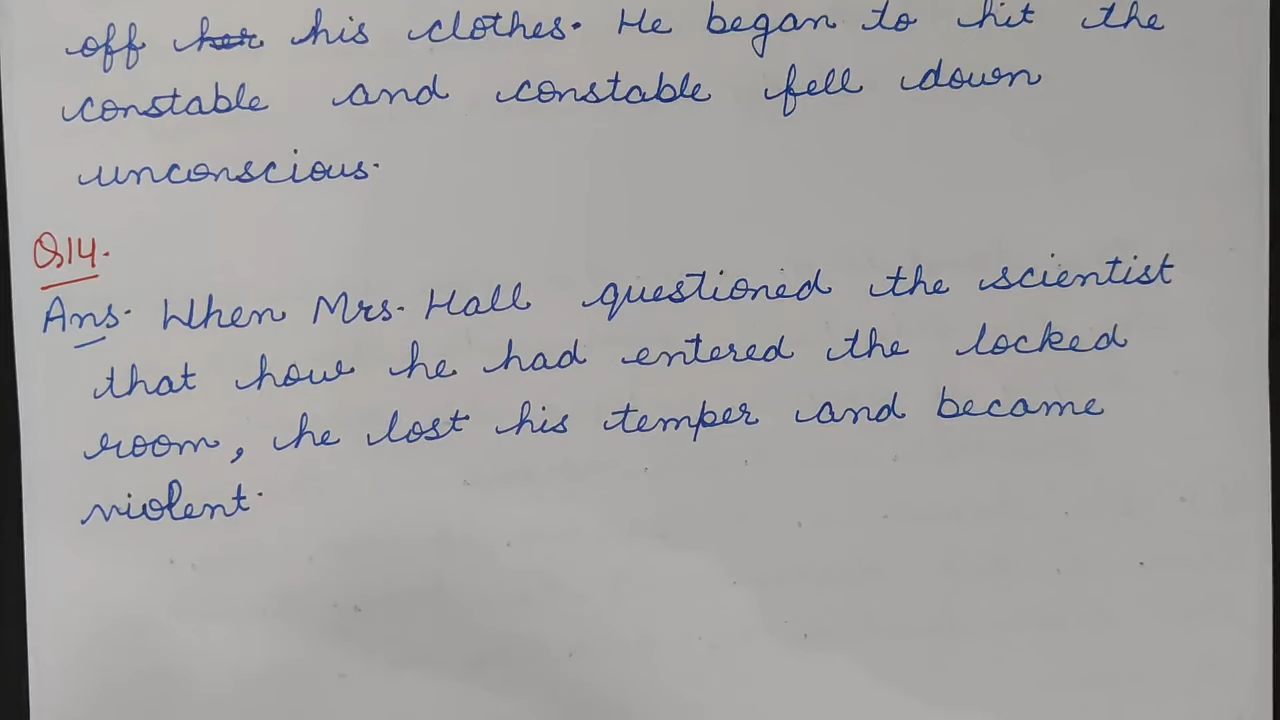 off her his clothes. He began to hit the
constable and constable fell down
unconscious.
Q14.
Ans. When Mrs. Hall questioned the scientist
that how he had entered the locked
room, he lost his temper and became
violent.